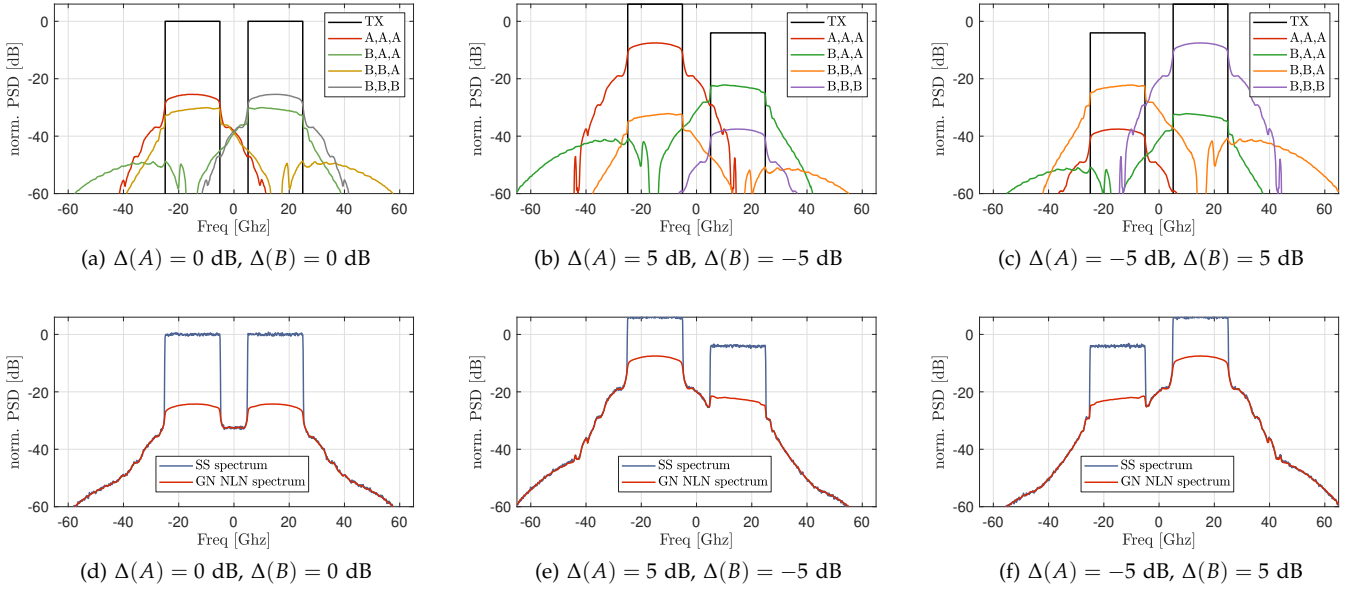 norm. PSD [dB]
0
-20
-40
-60
TX
A,A,A
B,A,A
B,B,A
B,B,B
-60 -40 -20 0 20 40 60
Freq [Ghz]
(a) Δ(A) = 0 dB, Δ(B) = 0 dB
norm. PSD [dB]
0
-20
-40
-60
TX
A,A,A
B,A,A
B,B,A
B,B,B
-60 -40 -20 0 20 40 60
Freq [Ghz]
(b) Δ(A) = 5 dB, Δ(B) = −5 dB
norm. PSD [dB]
0
-20
-40
-60
TX
A,A,A
B,A,A
B,B,A
B,B,B
-60 -40 -20 0 20 40 60
Freq [Ghz]
(c) Δ(A) = −5 dB, Δ(B) = 5 dB
norm. PSD [dB]
0
-20
-40
-60
SS spectrum
GN NLN spectrum
-60 -40 -20 0 20 40 60
Freq [Ghz]
(d) Δ(A) = 0 dB, Δ(B) = 0 dB
norm. PSD [dB]
0
-20
-40
-60
SS spectrum
GN NLN spectrum
-60 -40 -20 0 20 40 60
Freq [Ghz]
(e) Δ(A) = 5 dB, Δ(B) = −5 dB
norm. PSD [dB]
0
-20
-40
-60
SS spectrum
GN NLN spectrum
-60 -40 -20 0 20 40 60
Freq [Ghz]
(f) Δ(A) = −5 dB, Δ(B) = 5 dB